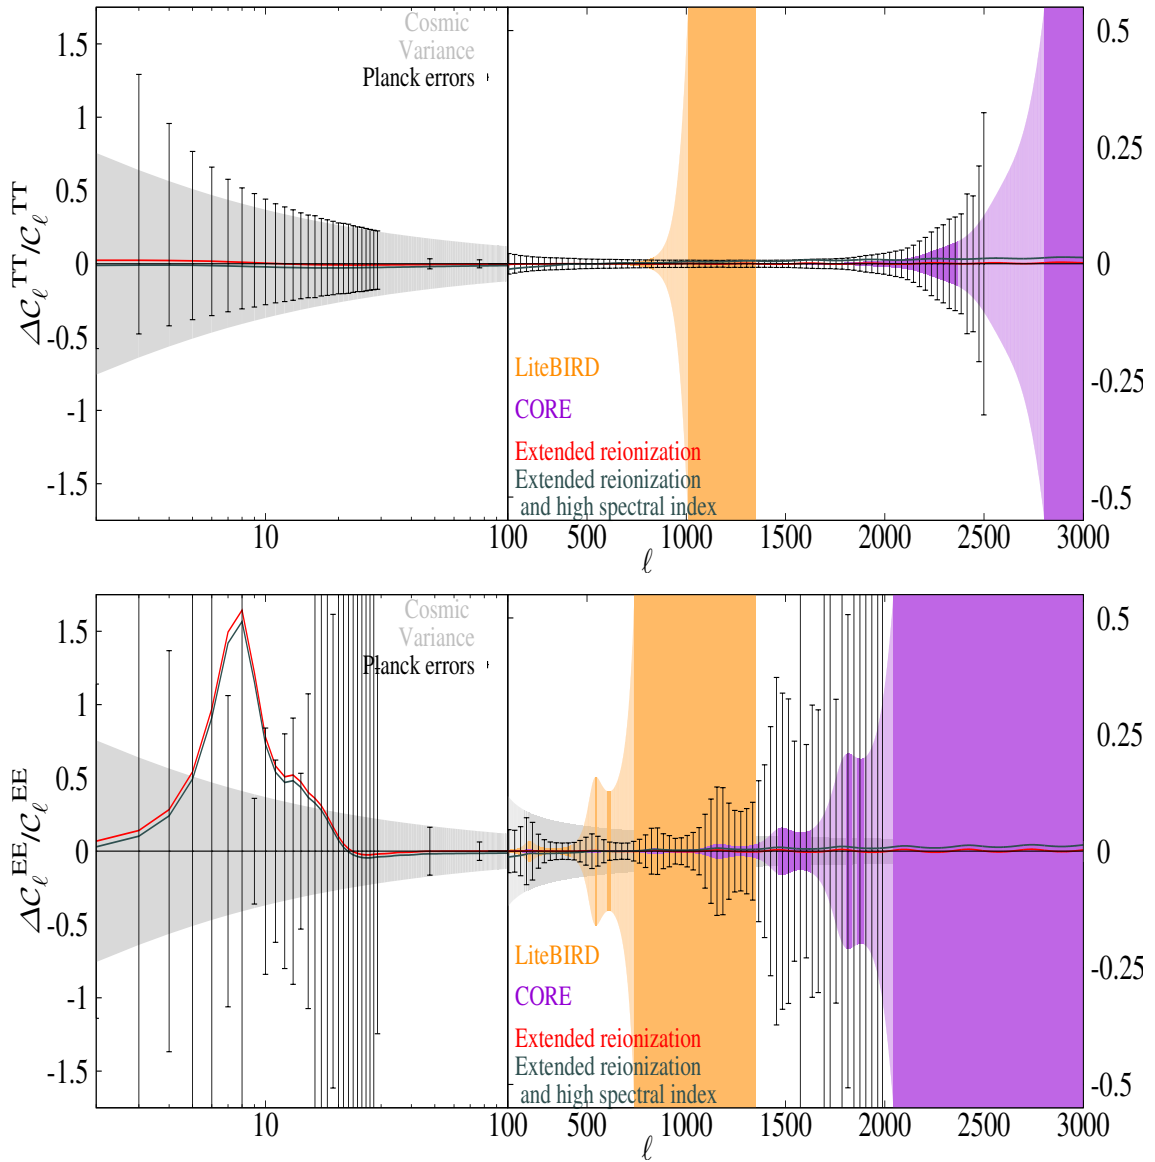 Cosmic
Variance
Planck errors
1.5
1
0.5
0
-0.5
-1
-1.5
0.5
0.25
0
-0.25
-0.5
ΔC_ℓ^TT/C_ℓ^TT
LiteBIRD
CORE
Extended reionization
Extended reionization
and high spectral index
10 100 500 1000 1500 2000 2500 3000
ℓ
Cosmic
Variance
Planck errors
1.5
1
0.5
0
-0.5
-1
-1.5
0.5
0.25
0
-0.25
-0.5
ΔC_ℓ^EE/C_ℓ^EE
LiteBIRD
CORE
Extended reionization
Extended reionization
and high spectral index
10 100 500 1000 1500 2000 2500 3000
ℓ